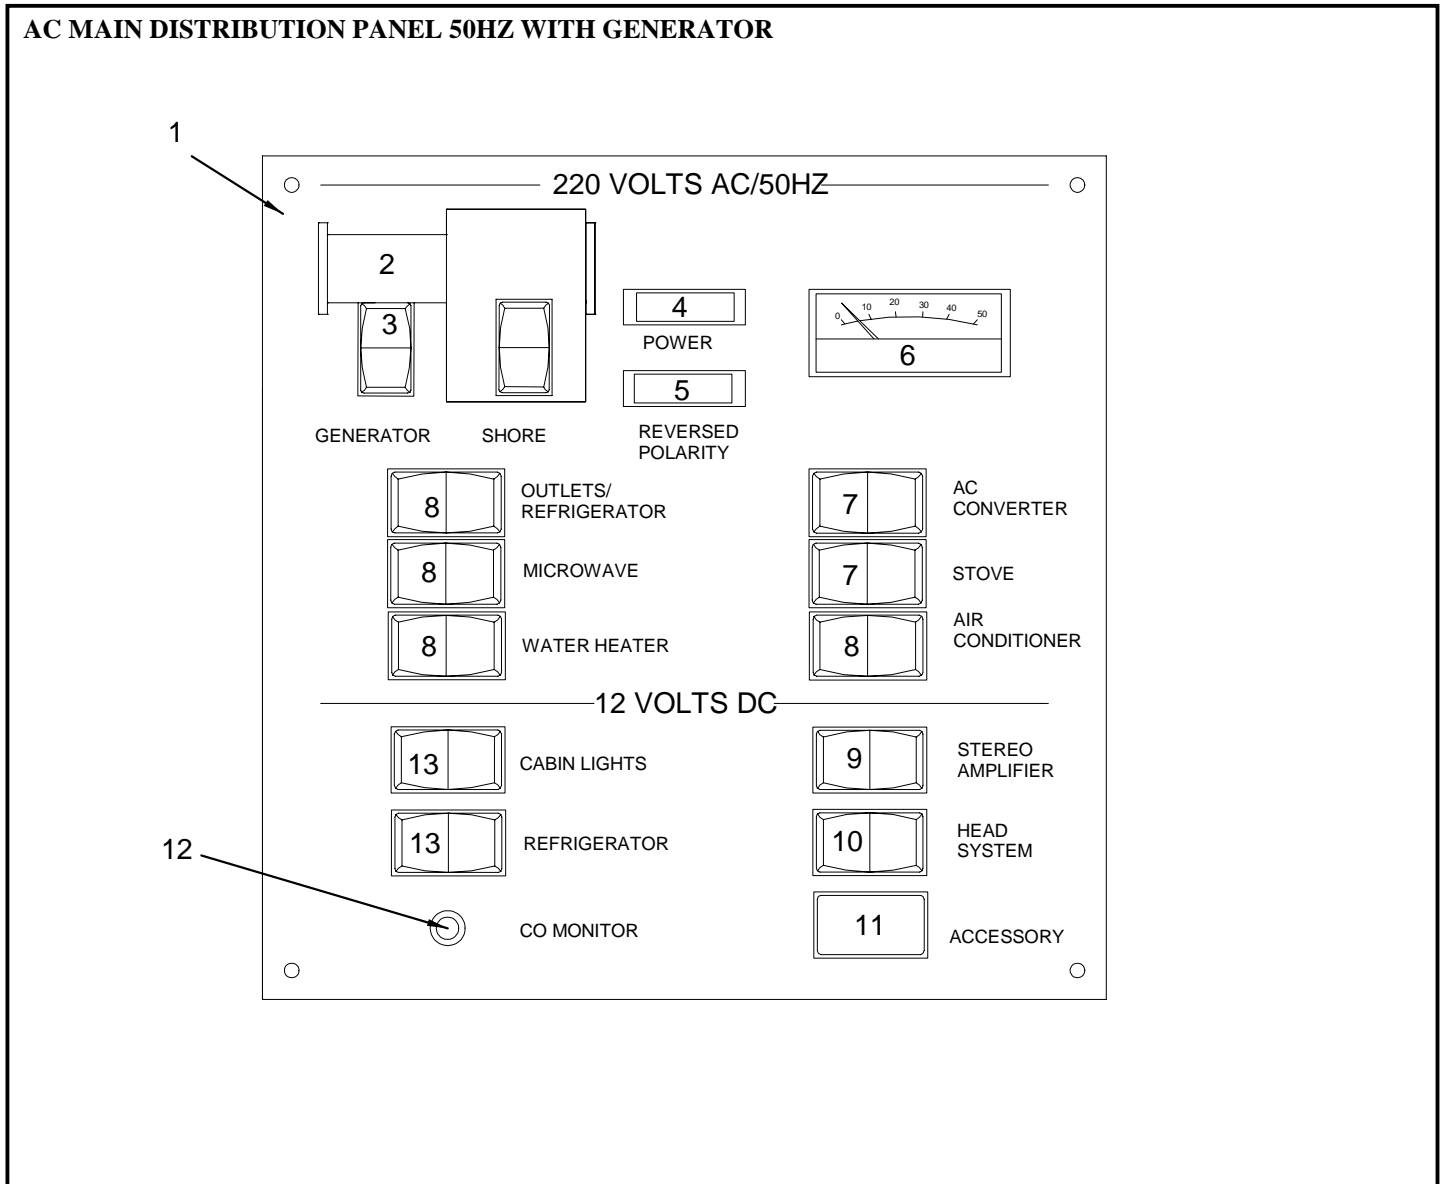 AC MAIN DISTRIBUTION PANEL 50HZ WITH GENERATOR
1
220 VOLTS AC/50HZ
2
3
4
POWER
0 10 20 30 40 50
6
5
GENERATOR
SHORE
REVERSED
POLARITY
8
OUTLETS/
REFRIGERATOR
7
AC
CONVERTER
8
MICROWAVE
7
STOVE
8
WATER HEATER
8
AIR
CONDITIONER
12 VOLTS DC
13
CABIN LIGHTS
9
STEREO
AMPLIFIER
13
REFRIGERATOR
10
HEAD
SYSTEM
12
CO MONITOR
11
ACCESSORY